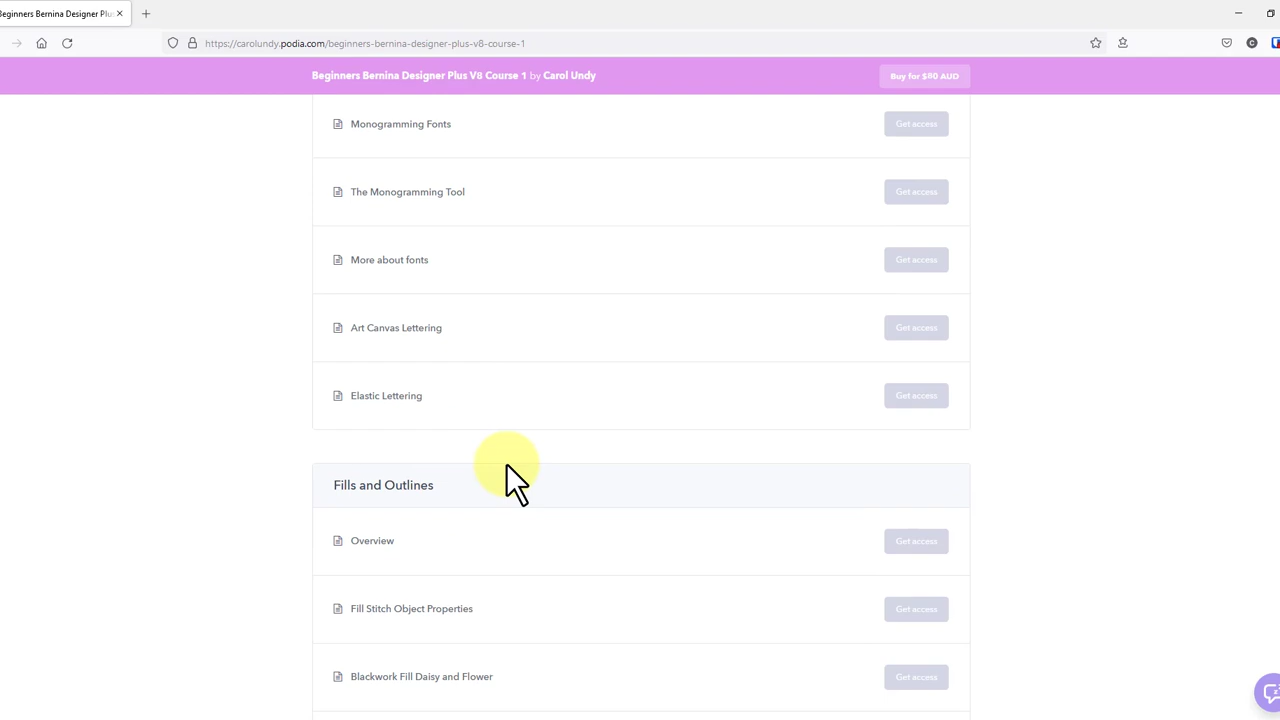 Beginners Bernina Designer Plu
https://carolundy.podia.com/beginners-bernina-designer-plus-v8-course-1
Beginners Bernina Designer Plus V8 Course 1 by Carol Undy
Buy for $80 AUD
Monogramming Fonts
Get access
The Monogramming Tool
Get access
More about fonts
Get access
Art Canvas Lettering
Get access
Elastic Lettering
Get access
Fills and Outlines
Overview
Get access
Fill Stitch Object Properties
Get access
Blackwork Fill Daisy and Flower
Get access